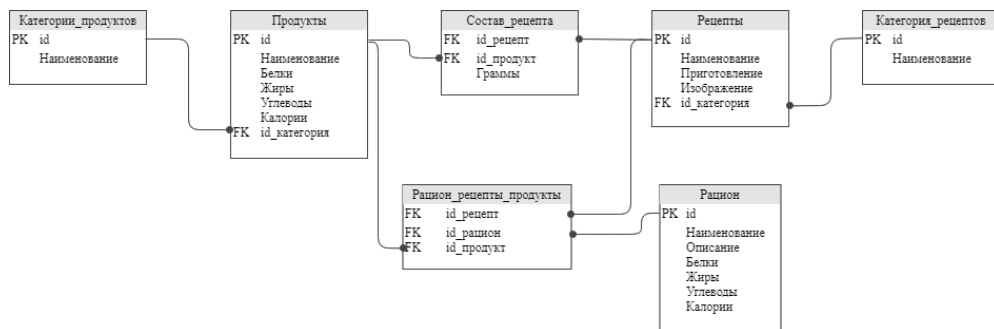 Категории_продуктов
PK id
Наименование
Продукты
PK id
Наименование
Белки
Жиры
Углеводы
Калории
FK id_категория
Состав_рецепта
FK id_рецепт
FK id_продукт
Граммы
Рецепты
PK id
Наименование
Приготовление
Изображение
FK id_категория
Категория_рецептов
PK id
Наименование
Рацион_рецепты_продукты
FK id_рецепт
FK id_рацион
FK id_продукт
Рацион
PK id
Наименование
Описание
Белки
Жиры
Углеводы
Калории